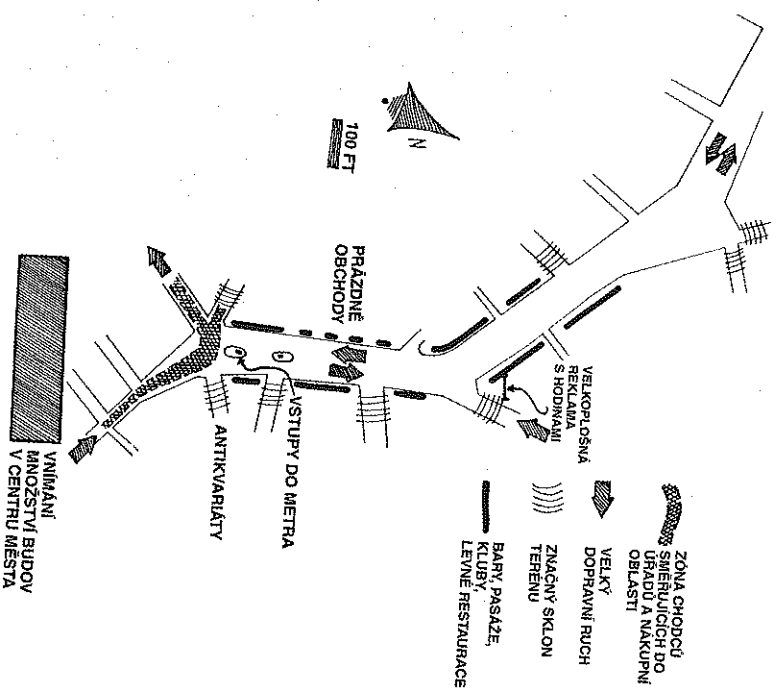 N
100 FT
PRÁZDNÉ
OBCHODY
VELKOPLOŠNÁ
REKLAMA
S HODINAMI
VSTUPY DO METRA
ANTIKVARIÁTY
VNÍMÁNÍ
MNOŽSTVÍ BUDOV
V CENTRU MĚSTA
ZÓNA CHODCŮ
SMĚŘUJÍCÍCH DO
ÚŘADŮ A NÁKUPNÍ
OBLASTI
VELKÝ
DOPRAVNÍ RUCH
ZNAČNÝ SKLON
TERÉNU
BARY, PASÁŽE,
KLUBY,
LEVNÉ RESTAURACE